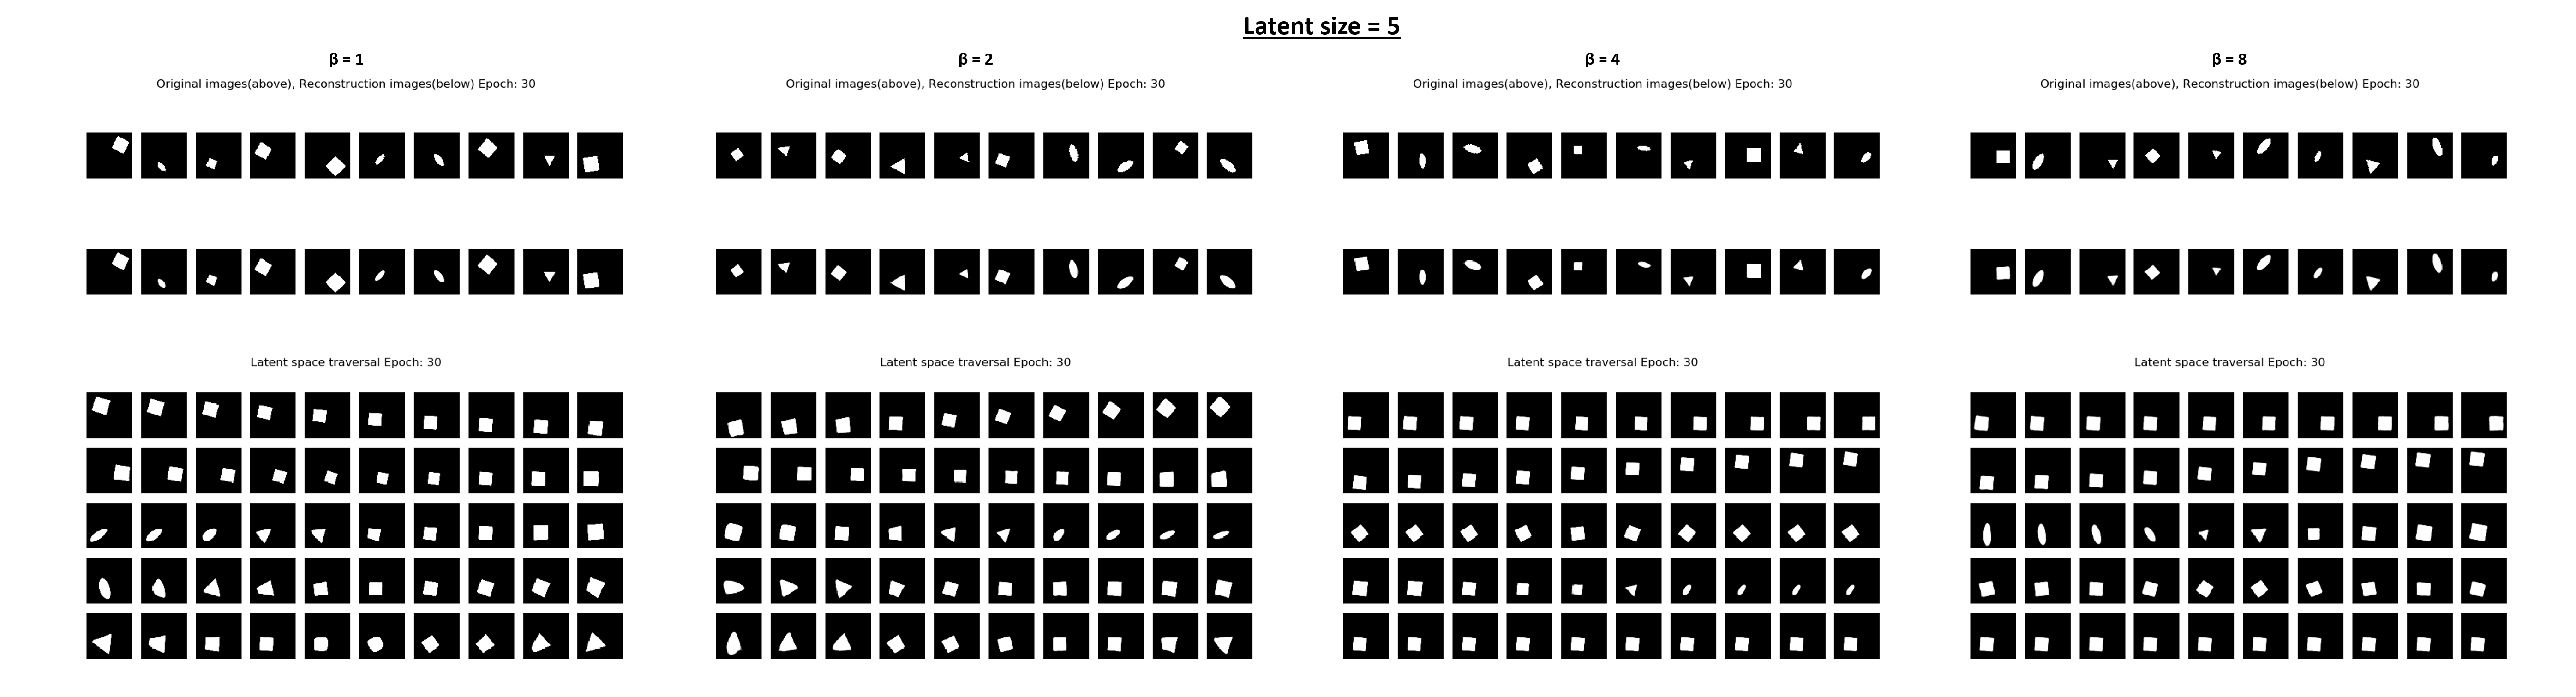 Latent size = 5
β = 1
β = 2
β = 4
β = 8
Original images(above), Reconstruction images(below) Epoch: 30
Original images(above), Reconstruction images(below) Epoch: 30
Original images(above), Reconstruction images(below) Epoch: 30
Original images(above), Reconstruction images(below) Epoch: 30
Latent space traversal Epoch: 30
Latent space traversal Epoch: 30
Latent space traversal Epoch: 30
Latent space traversal Epoch: 30